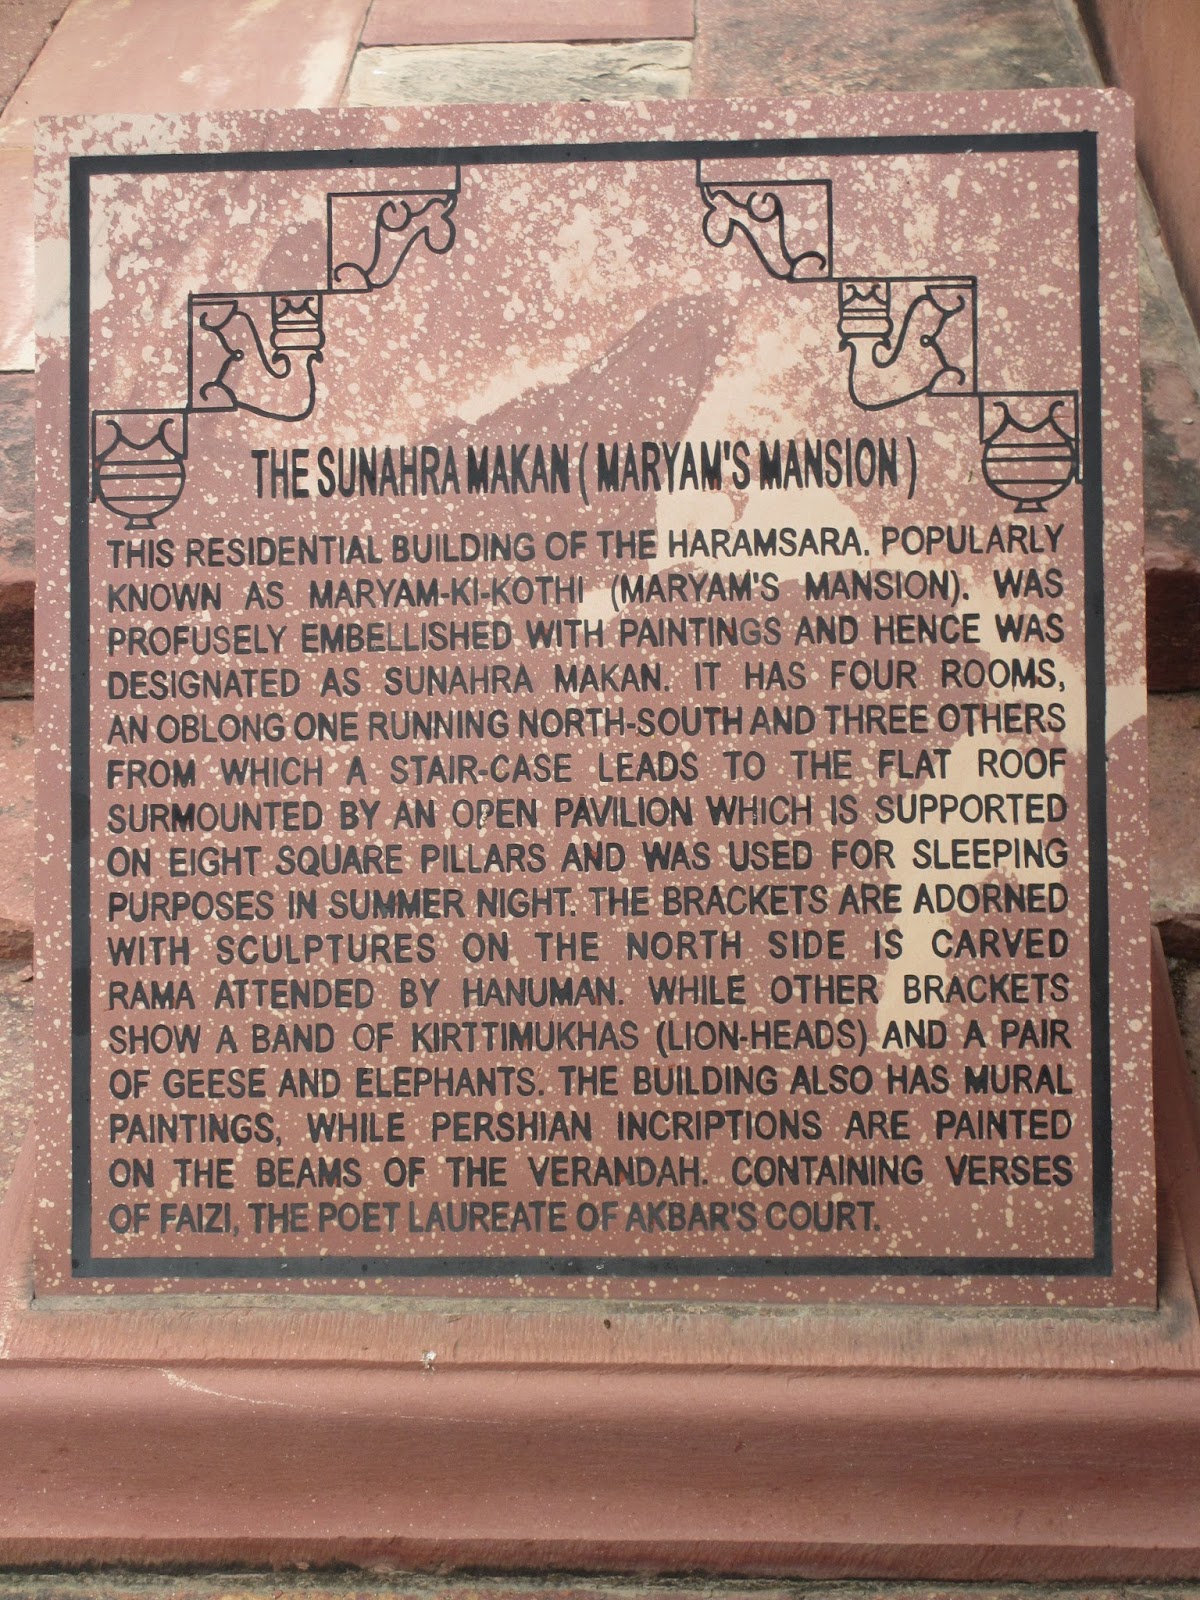 THE SUNAHRA MAKAN ( MARYAM'S MANSION )
THIS RESIDENTIAL BUILDING OF THE HARAMSARA. POPULARLY
KNOWN AS MARYAM-KI-KOTHI (MARYAM'S MANSION). WAS
PROFUSELY EMBELLISHED WITH PAINTINGS AND HENCE WAS
DESIGNATED AS SUNAHRA MAKAN. IT HAS FOUR ROOMS,
AN OBLONG ONE RUNNING NORTH-SOUTH AND THREE OTHERS
FROM WHICH A STAIR-CASE LEADS TO THE FLAT ROOF
SURMOUNTED BY AN OPEN PAVILION WHICH IS SUPPORTED
ON EIGHT SQUARE PILLARS AND WAS USED FOR SLEEPING
PURPOSES IN SUMMER NIGHT. THE BRACKETS ARE ADORNED
WITH SCULPTURES ON THE NORTH SIDE IS CARVED
RAMA ATTENDED BY HANUMAN. WHILE OTHER BRACKETS
SHOW A BAND OF KIRTTIMUKHAS (LION-HEADS) AND A PAIR
OF GEESE AND ELEPHANTS. THE BUILDING ALSO HAS MURAL
PAINTINGS, WHILE PERSHIAN INCRIPTIONS ARE PAINTED
ON THE BEAMS OF THE VERANDAH. CONTAINING VERSES
OF FAIZI, THE POET LAUREATE OF AKBAR'S COURT.